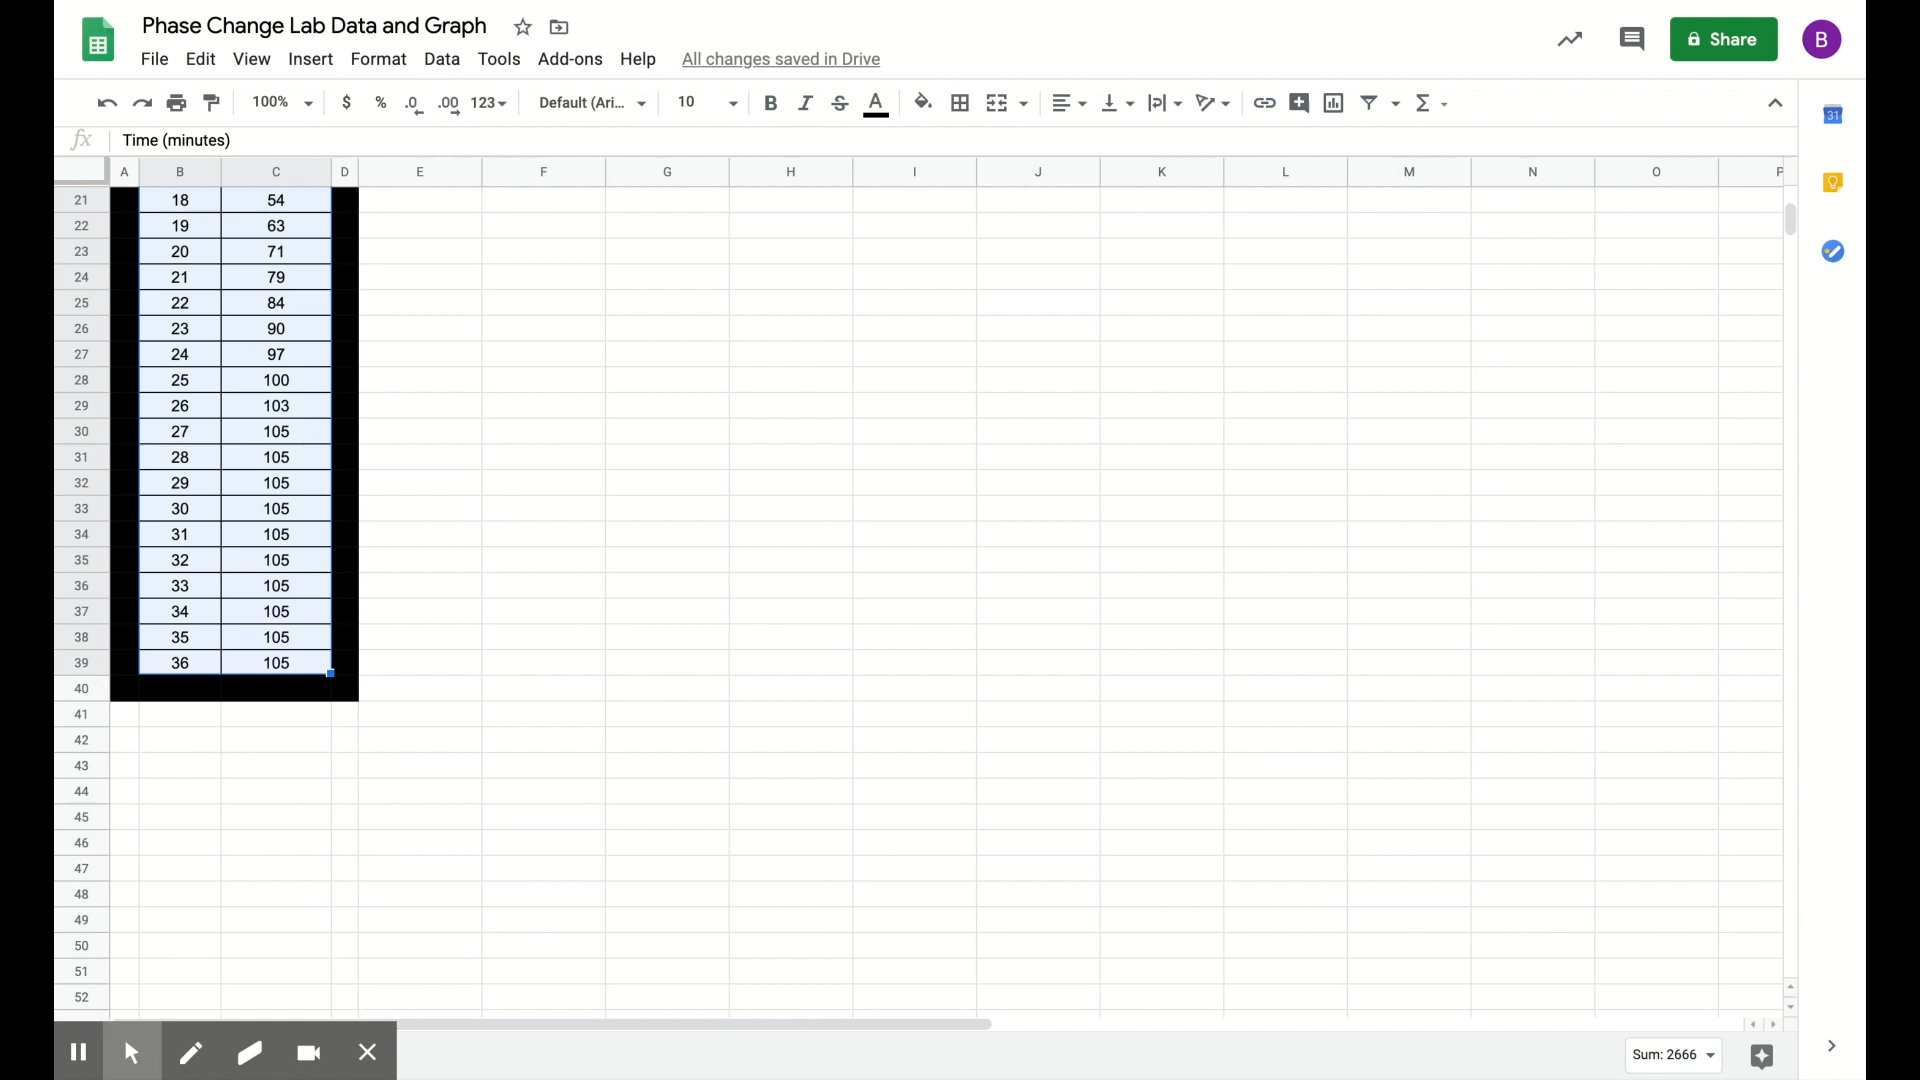 Phase Change Lab Data and Graph
B
Share
File Edit View Insert Format Data Tools Add-ons Help All changes saved in Drive
100% $ % .0 .00 123 Default (Ari... 10 B I S A Σ
31
fx Time (minutes)
A B C D E F G H I J K L M N O P
21 18 54
22 19 63
23 20 71
24 21 79
25 22 84
26 23 90
27 24 97
28 25 100
29 26 103
30 27 105
31 28 105
32 29 105
33 30 105
34 31 105
35 32 105
36 33 105
37 34 105
38 35 105
39 36 105
40
41
42
43
44
45
46
47
48
49
50
51
52
Sum: 2666